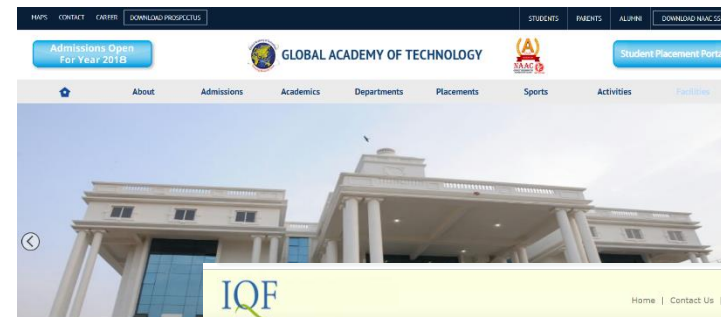 MAPS CONTACT CAREER DOWNLOAD PROSPCCTUS STUDENTS PARENTS ALUMNI DOWNLOAD NAAC SS
Admissions Open
For Year 2018
GLOBAL ACADEMY OF TECHNOLOGY
A
NAAC
Student Placement Porta
About Admissions Academics Departments Placements Sports Activities Facilities
IQF
Home | Contact Us |